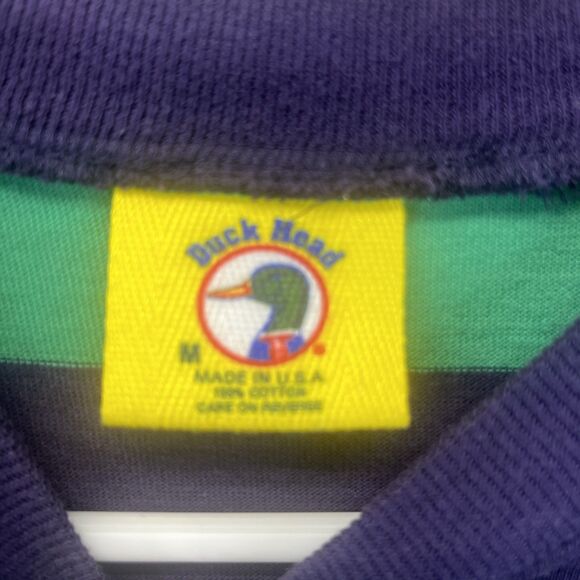 Duck Head
M
MADE IN U.S.A.
100% COTTON
CARE ON REVERSE